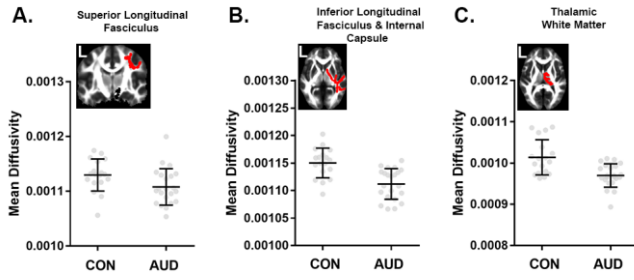 A.
Superior Longitudinal
Fasciculus
L
Mean Diffusivity
0.0013
0.0012
0.0011
0.0010
CON
AUD
B.
Inferior Longitudinal
Fasciculus & Internal
Capsule
L
Mean Diffusivity
0.00130
0.00125
0.00120
0.00115
0.00110
0.00105
0.00100
CON
AUD
C.
Thalamic
White Matter
L
Mean Diffusivity
0.0012
0.0011
0.0010
0.0009
0.0008
CON
AUD